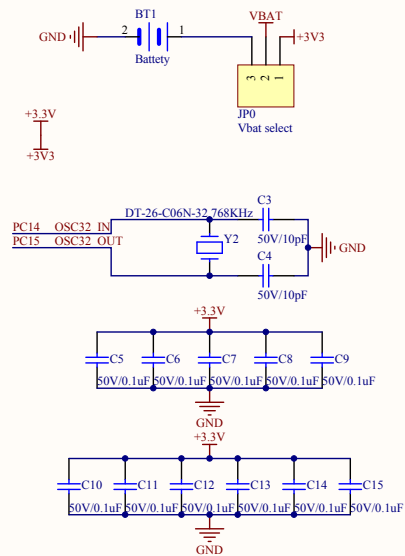 BT1
VBAT
GND
2
1
+3V3
Battety
3
2
1
JP0
Vbat select
+3.3V
+3V3
DT-26-C06N-32.768KHz
C3
PC14 OSC32_IN
PC15 OSC32_OUT
Y2
50V/10pF
GND
C4
50V/10pF
+3.3V
C5 C6 C7 C8 C9
50V/0.1uF 50V/0.1uF 50V/0.1uF 50V/0.1uF 50V/0.1uF
GND
+3.3V
C10 C11 C12 C13 C14 C15
50V/0.1uF 50V/0.1uF 50V/0.1uF 50V/0.1uF 50V/0.1uF 50V/0.1uF
GND